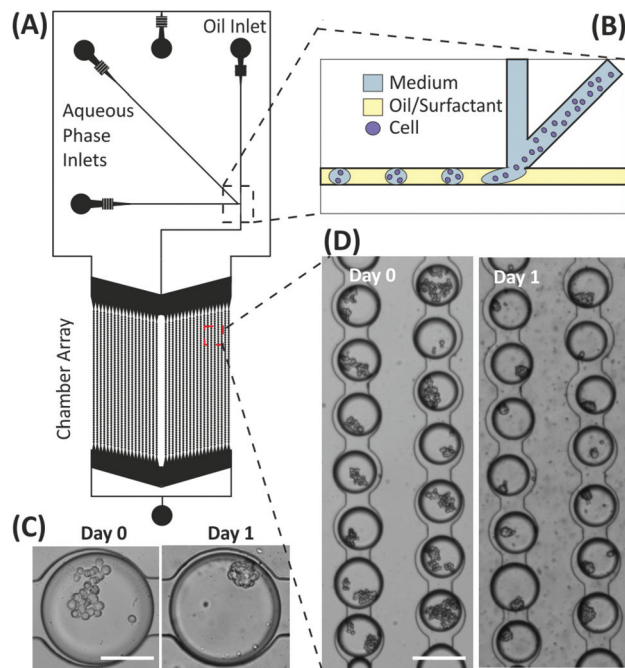 (A)
Oil Inlet
Aqueous
Phase
Inlets
Chamber Array
(B)
Medium
Oil/Surfactant
Cell
(C)
Day 0
Day 1
(D)
Day 0
Day 1